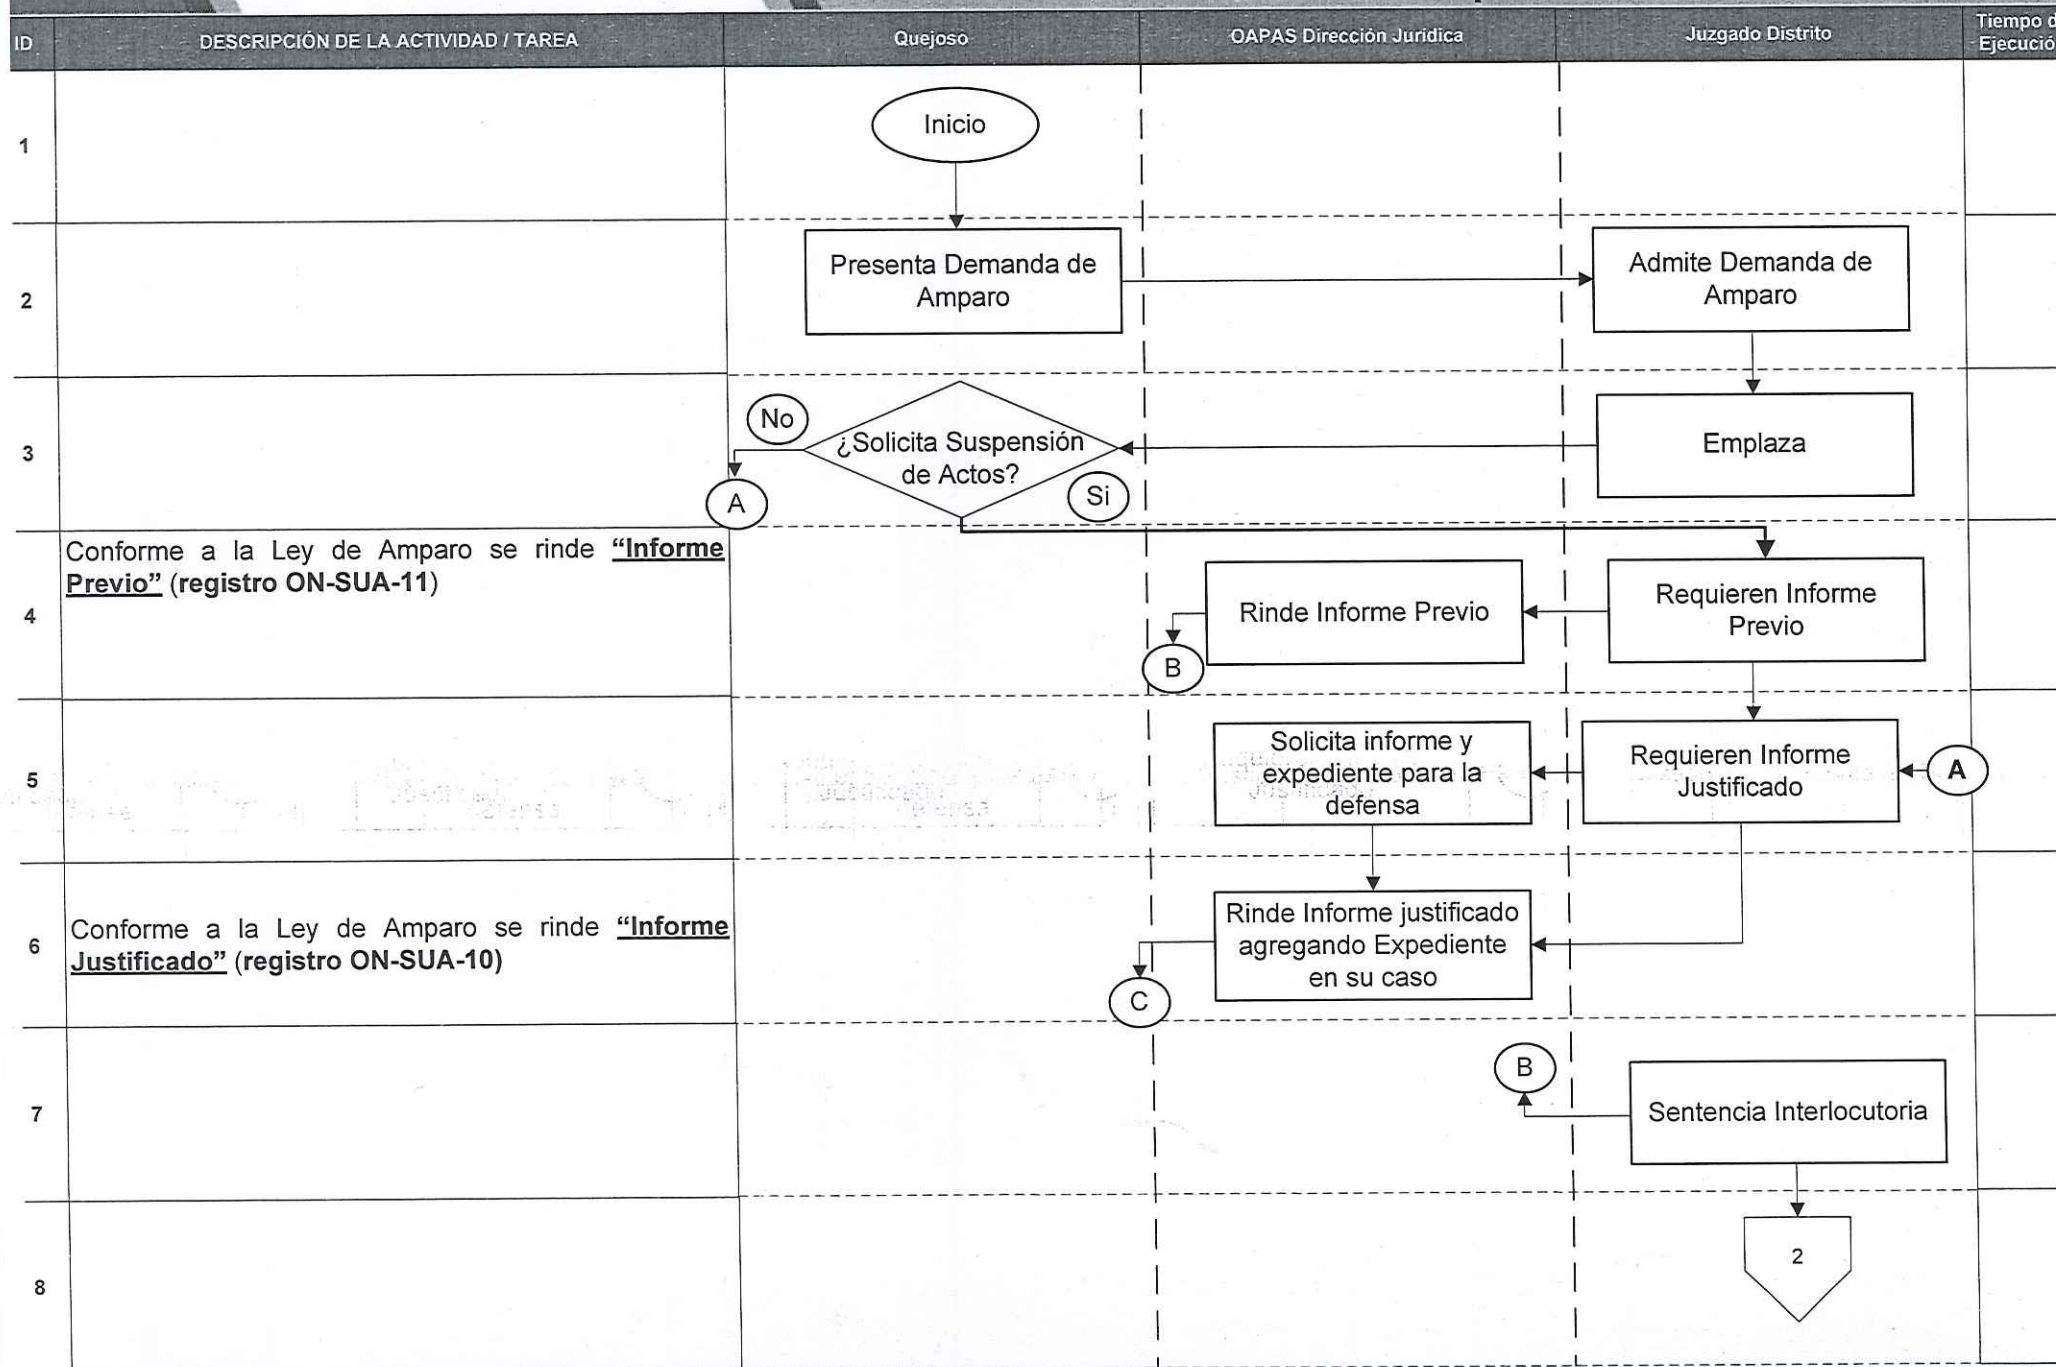 ID
DESCRIPCIÓN DE LA ACTIVIDAD / TAREA
Quejoso
OAPAS Dirección Jurídica
Juzgado Distrito
Tiempo d
Ejecució
1
Inicio
2
Presenta Demanda de
Amparo
Admite Demanda de
Amparo
3
No
¿Solicita Suspensión
de Actos?
Si
A
Emplaza
Conforme a la Ley de Amparo se rinde “Informe
Previo” (registro ON-SUA-11)
4
Rinde Informe Previo
B
Requieren Informe
Previo
5
Solicita informe y
expediente para la
defensa
Requieren Informe
Justificado
A
Conforme a la Ley de Amparo se rinde “Informe
Justificado” (registro ON-SUA-10)
6
Rinde Informe justificado
agregando Expediente
en su caso
C
7
B
Sentencia Interlocutoria
8
2